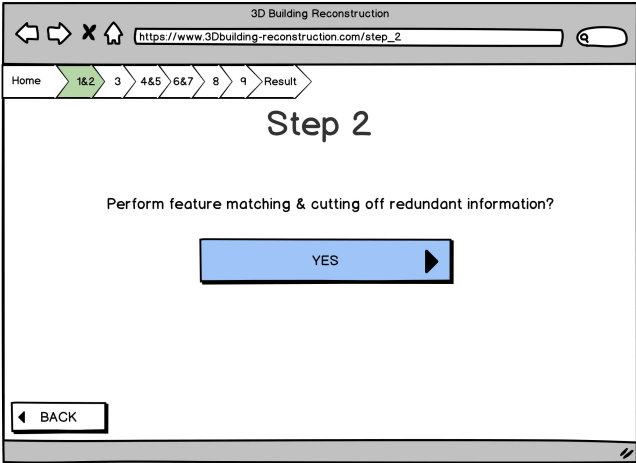 3D Building Reconstruction
https://www.3Dbuilding-reconstruction.com/step_2
Home 1&2 3 4&5 6&7 8 9 Result
Step 2
Perform feature matching & cutting off redundant information?
YES
BACK